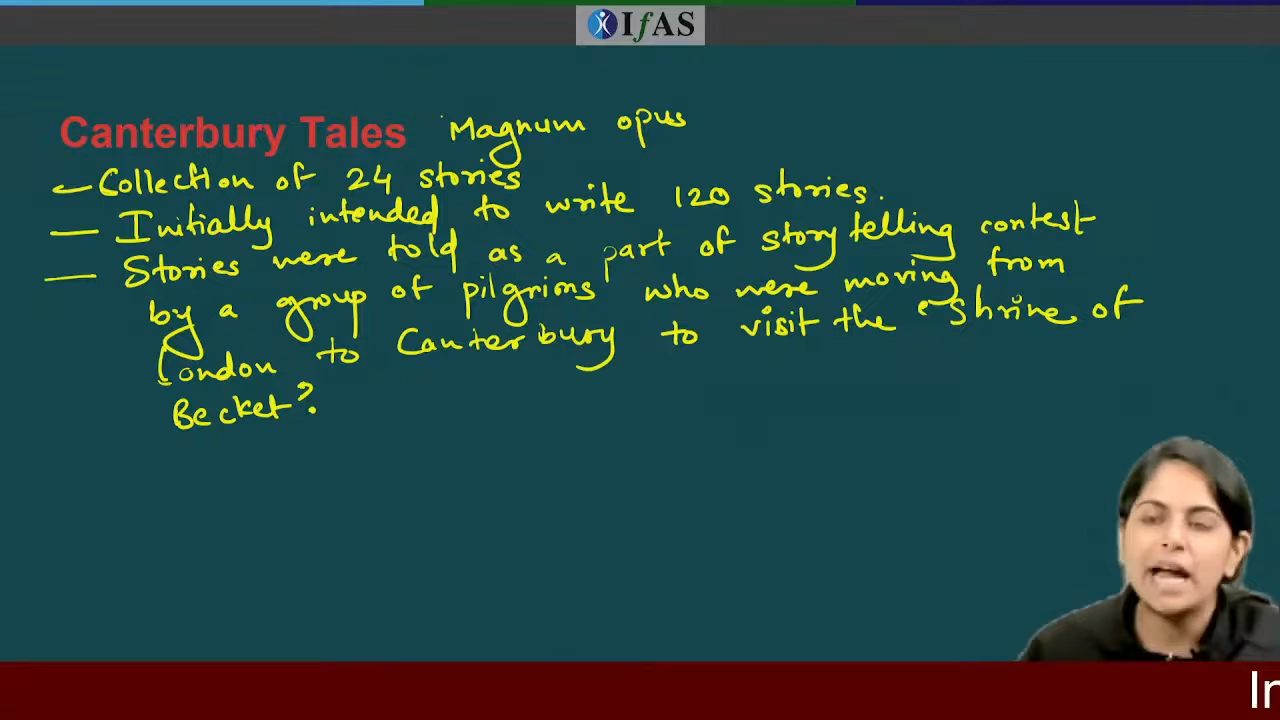 IfAS
Canterbury Tales Magnum opus
— Collection of 24 stories
— Initially intended to write 120 stories.
— Stories were told as a part of storytelling contest
by a group of pilgrims who were moving from
London to Canterbury to visit the shrine of
Becket?
In